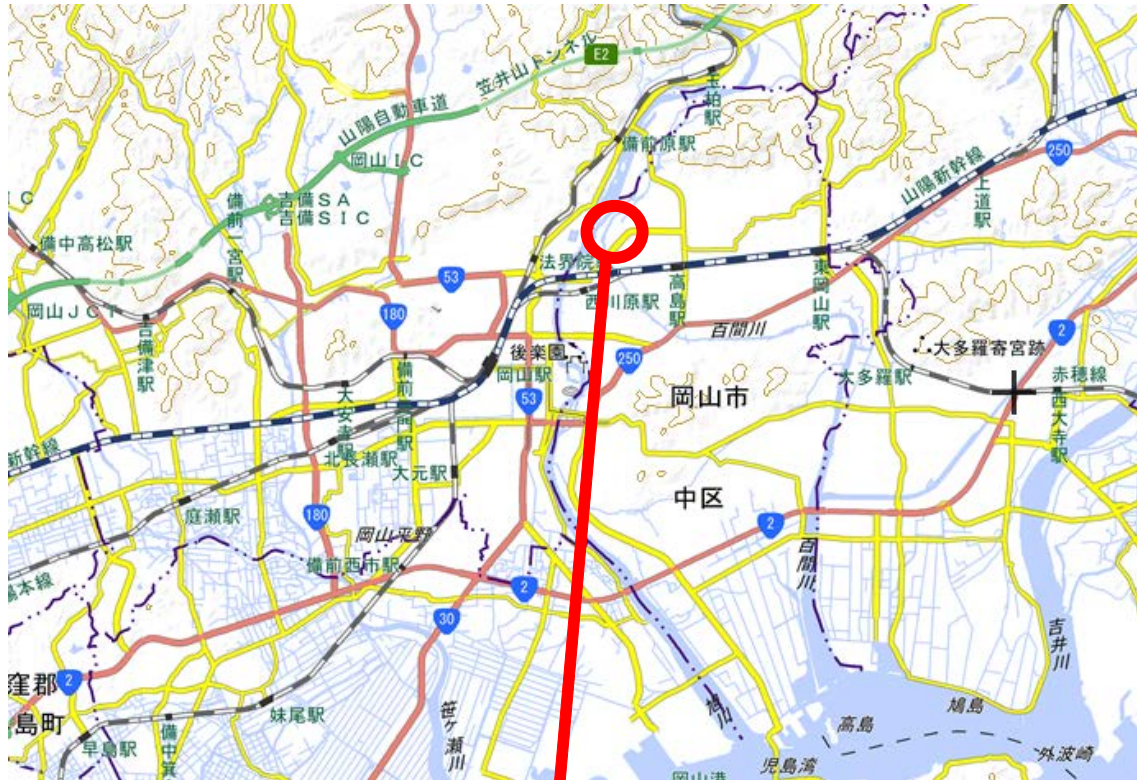 笠井山トンネル
E2
玉柏駅
山陽自動車道
備前原駅
岡山IC
250
山陽新幹線
上道駅
IC
吉備SA
吉備SIC
備前一宮駅
備中高松駅
法界院
53
高島駅
東岡山駅
西川原駅
岡山JCT
180
百間川
2
吉備津駅
後楽園
岡山駅
250
大多羅寄宮跡
大多羅駅
赤穂線
西大寺駅
大安寺駅
53
岡山市
新幹線
北長瀬駅
大元駅
中区
庭瀬駅
180
岡山平野
2
百間川
備前西市駅
本線
2
30
吉井川
2
窪郡
島町
妹尾駅
笹ヶ瀬川
旭川
高島
鳩島
早島駅
備中箕
児島湾
外波崎
岡山港